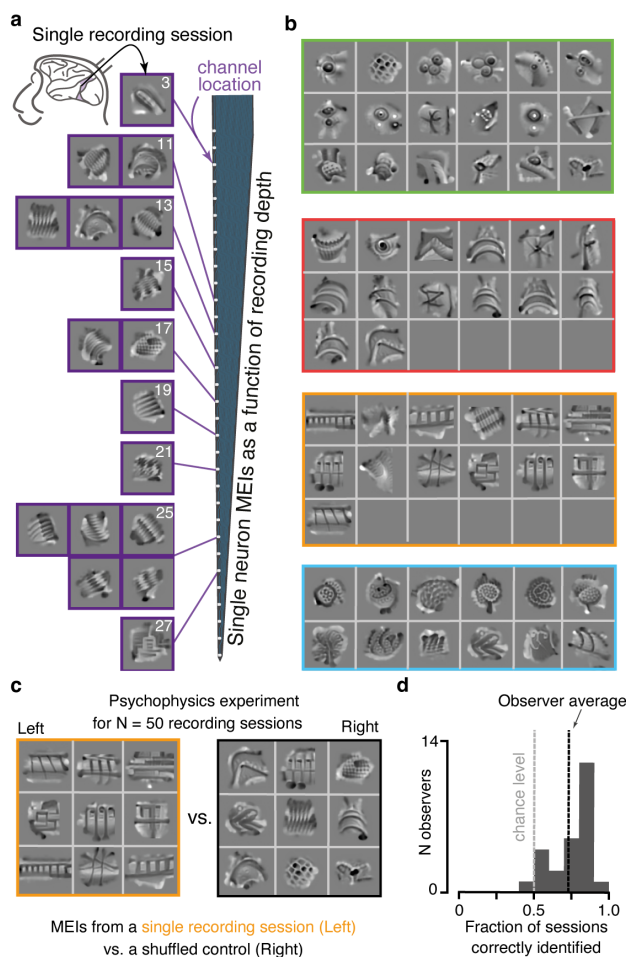 a
Single recording session
channel
location
3
11
13
15
17
19
21
25
27
Single neuron MEIs as a function of recording depth
b
c
Psychophysics experiment
for N = 50 recording sessions
Left
Right
vs.
MEIs from a single recording session (Left)
vs. a shuffled control (Right)
d
Observer average
chance level
14
0
N observers
0
0.5
1.0
Fraction of sessions
correctly identified